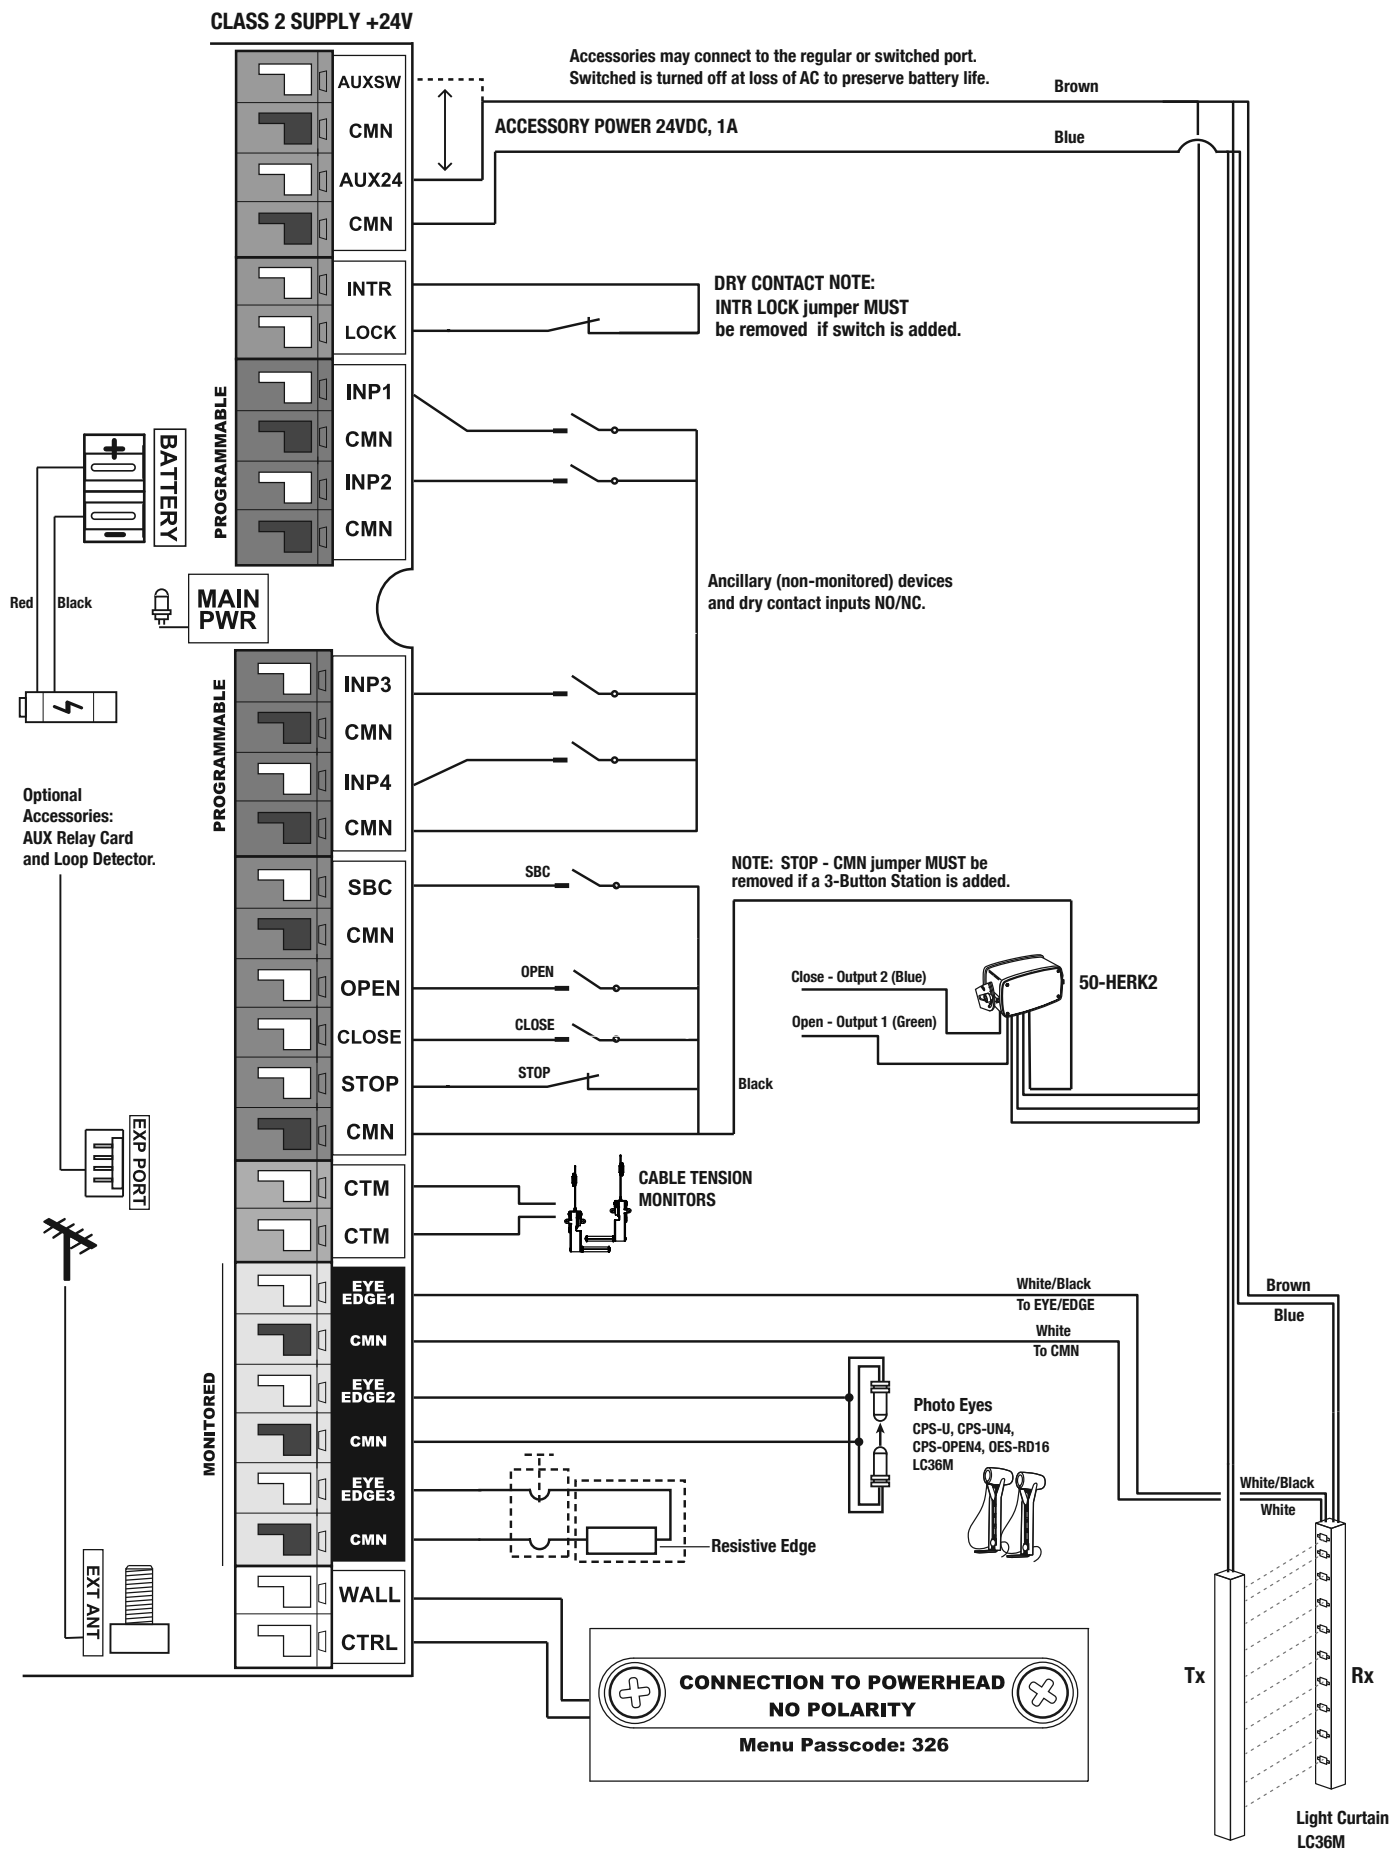 CLASS 2 SUPPLY +24V
Accessories may connect to the regular or switched port.
Switched is turned off at loss of AC to preserve battery life.
AUXSW
CMN
AUX24
CMN
ACCESSORY POWER 24VDC, 1A
Brown
Blue
INTR
LOCK
DRY CONTACT NOTE:
INTR LOCK jumper MUST
be removed if switch is added.
PROGRAMMABLE
INP1
CMN
INP2
CMN
BATTERY
Red
Black
MAIN
PWR
Ancillary (non-monitored) devices
and dry contact inputs NO/NC.
PROGRAMMABLE
INP3
CMN
INP4
CMN
Optional
Accessories:
AUX Relay Card
and Loop Detector.
SBC
CMN
OPEN
CLOSE
STOP
CMN
SBC
OPEN
CLOSE
STOP
NOTE: STOP - CMN jumper MUST be
removed if a 3-Button Station is added.
Close - Output 2 (Blue)
Open - Output 1 (Green)
50-HERK2
Black
EXP PORT
CTM
CTM
CABLE TENSION
MONITORS
MONITORED
EYE
EDGE1
CMN
EYE
EDGE2
CMN
EYE
EDGE3
CMN
White/Black
To EYE/EDGE
White
To CMN
Brown
Blue
Photo Eyes
CPS-U, CPS-UN4,
CPS-OPEN4, OES-RD16
LC36M
White/Black
White
Resistive Edge
EXT ANT
WALL
CTRL
CONNECTION TO POWERHEAD
NO POLARITY
Menu Passcode: 326
Tx
Rx
Light Curtain
LC36M